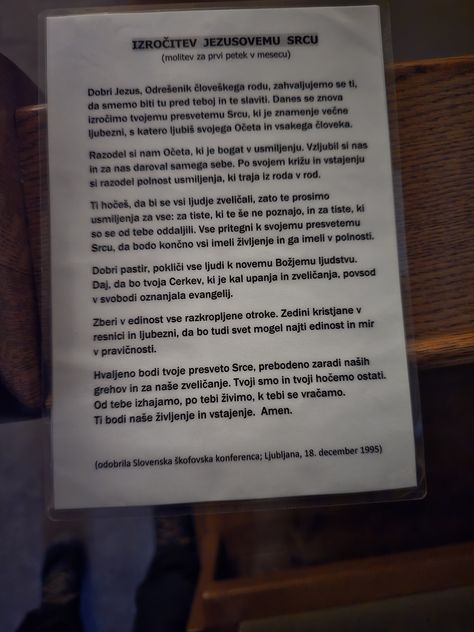 IZROČITEV JEZUSOVEMU SRCU
(molitev za prvi petek v mesecu)
Dobri Jezus, Odrešenik človeškega rodu, zahvaljujemo se ti,
da smemo biti tu pred teboj in te slaviti. Danes se znova
izročimo tvojemu presvetemu Srcu, ki je znamenje večne
ljubezni, s katero ljubiš svojega Očeta in vsakega človeka.
Razodel si nam Očeta, ki je bogat v usmiljenju. Vzljubil si nas
in za nas daroval samega sebe. Po svojem križu in vstajenju
si razodel polnost usmiljenja, ki traja iz roda v rod.
Ti hočeš, da bi se vsi ljudje zveličali, zato te prosimo
usmiljenja za vse: za tiste, ki te še ne poznajo, in za tiste, ki
so se od tebe oddaljili. Vse pritegni k svojemu presvetemu
Srcu, da bodo končno vsi imeli življenje in ga imeli v polnosti.
Dobri pastir, pokliči vse ljudi k novemu Božjemu ljudstvu.
Daj, da bo tvoja Cerkev, ki je kal upanja in zveličanja, povsod
v svobodi oznanjala evangelij.
Zberi v edinost vse razkropljene otroke. Zedini kristjane v
resnici in ljubezni, da bo tudi svet mogel najti edinost in mir
v pravičnosti.
Hvaljeno bodi tvoje presveto Srce, prebodeno zaradi naših
grehov in za naše zveličanje. Tvoji smo in tvoji hočemo ostati.
Od tebe izhajamo, po tebi živimo, k tebi se vračamo.
Ti bodi naše življenje in vstajenje. Amen.
(odobrila Slovenska škofovska konferenca; Ljubljana, 18. december 1995)